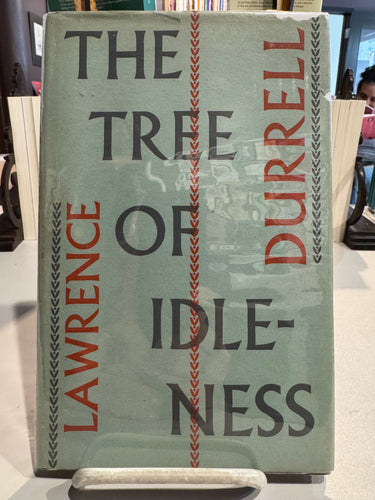 THE
TREE
OF
IDLE-
NESS
LAWRENCE
DURRELL